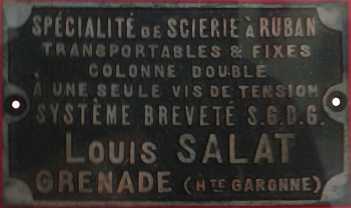 SPÉCIALITÉ DE SCIERIE À RUBAN
TRANSPORTABLES & FIXES
COLONNE DOUBLE
À UNE SEULE VIS DE TENSION
SYSTÈME BREVETÉ S.G.D.G.
LOUIS SALAT
GRENADE (HTE GARONNE)